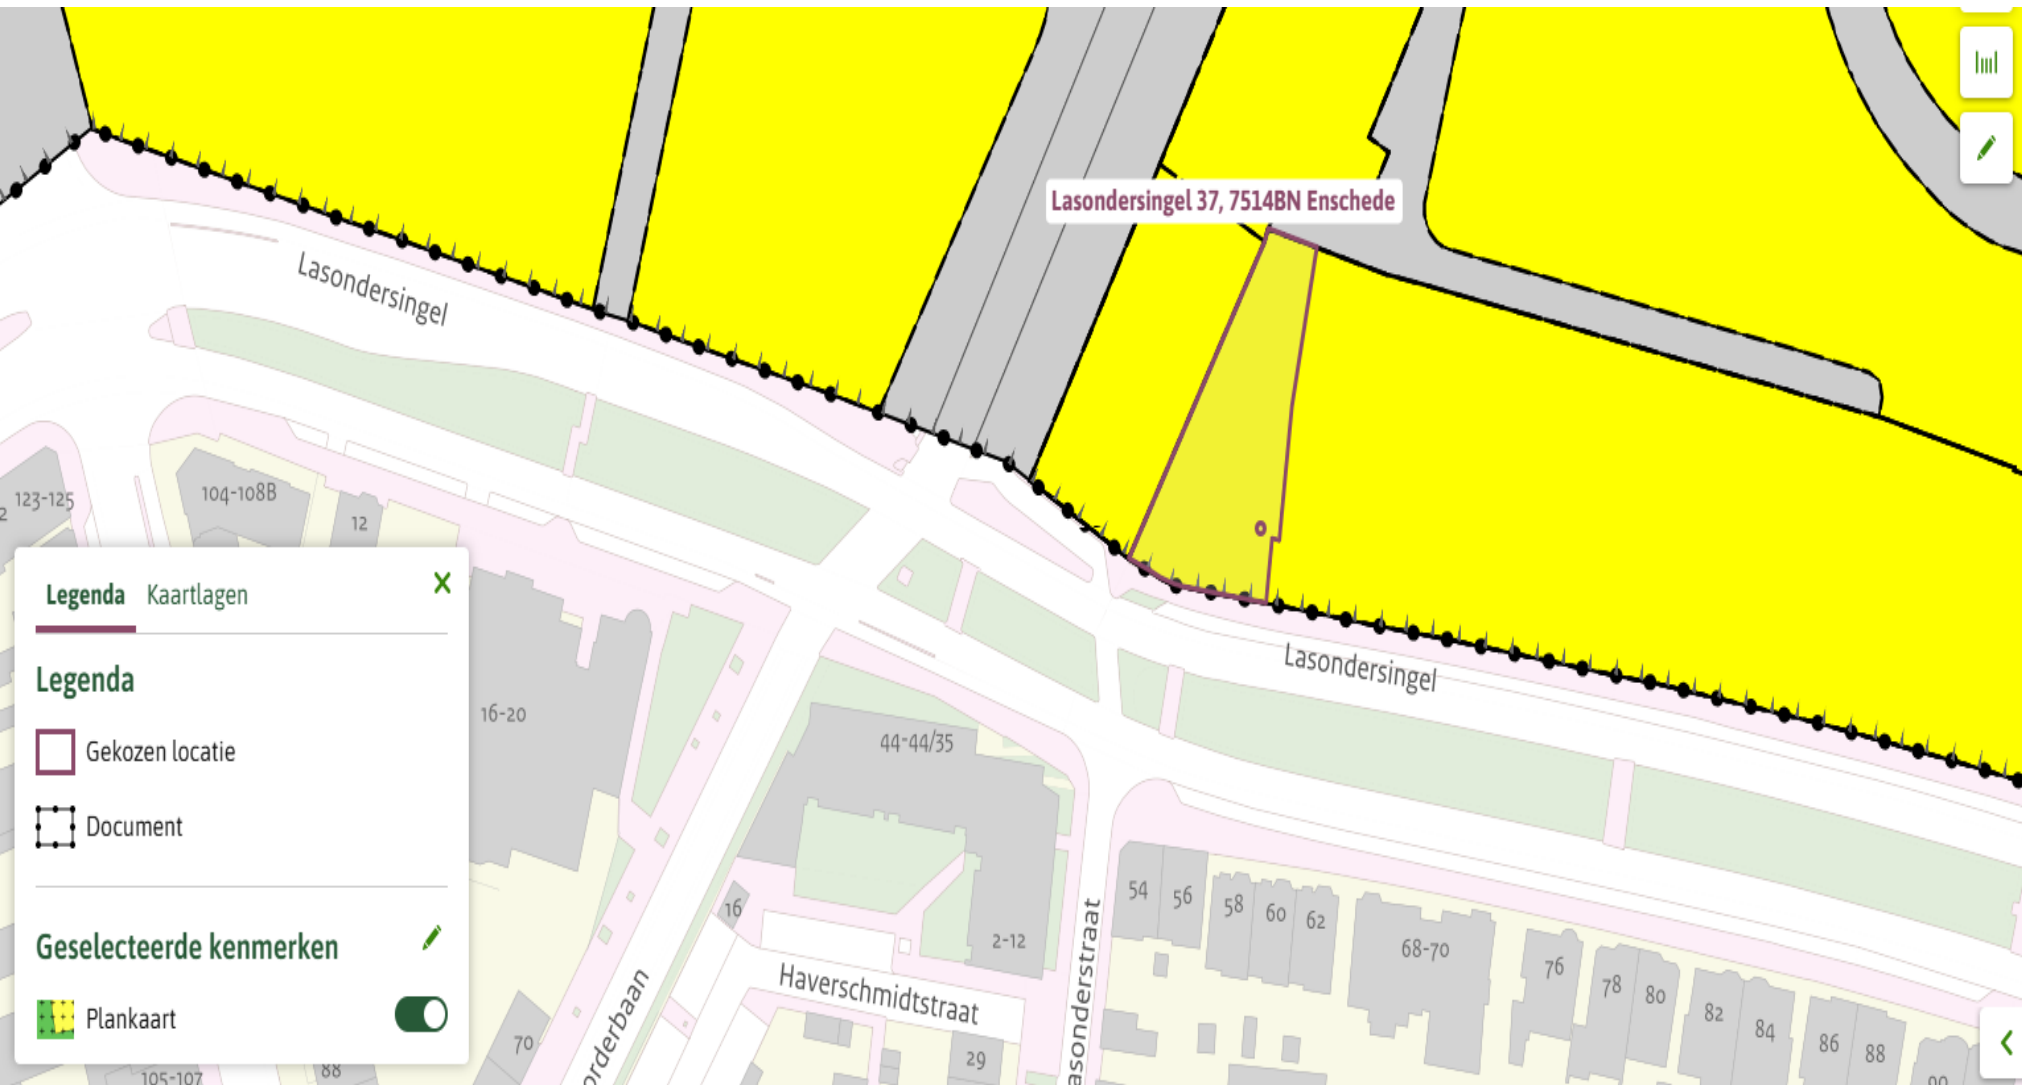 Lasondersingel 37, 7514BN Enschede
Lasondersingel
123-125
104-108B
12
Legenda
Kaartlagen
Legenda
Gekozen locatie
Document
Geselecteerde kenmerken
Plankaart
16-20
Lasondersingel
44-44/35
16
2-12
Haverschmidtstraat
54
56
58
60
62
68-70
76
78
80
82
84
86
88
29
70
88
105-107
orderbaan
asonderstraat